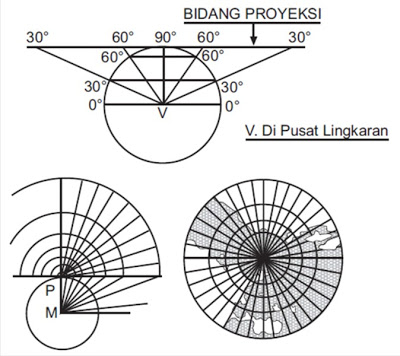 BIDANG PROYEKSI
30° 60° 90° 60° 30°
60° 60°
30° 30°
0° 0°
V
V. Di Pusat Lingkaran
P
M